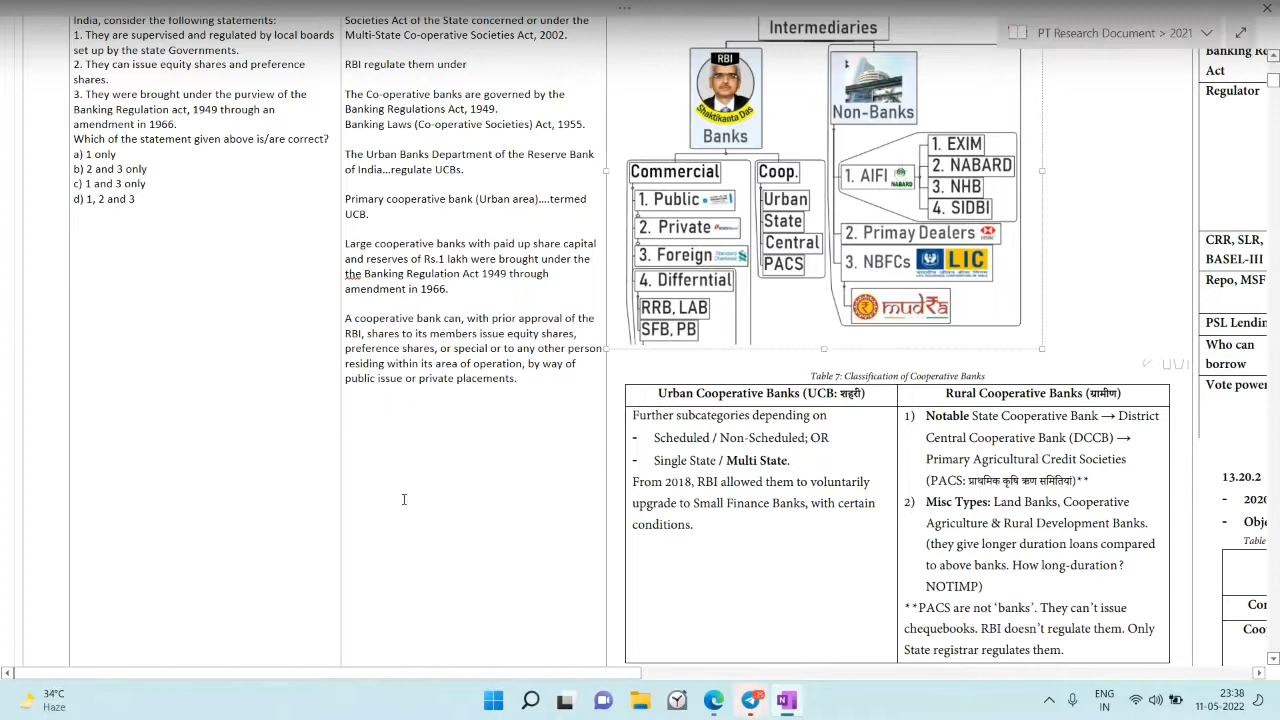 PT Research Document > 2021
India, consider the following statements:
1. They are supervised and regulated by local boards
set up by the state Governments.
2. They can issue equity shares and preference
shares.
3. They were brought under the purview of the
Banking Regulation act, 1949 through an
amendment in 1966.
Which of the statement given above is/are correct?
a) 1 only
b) 2 and 3 only
c) 1 and 3 only
d) 1, 2 and 3
Societies Act of the State concerned or under the
Multi-State Co-operative Societies Act, 2002.
RBI regulate them under
The Co-operative banks are governed by the
Banking Regulations Act, 1949.
Banking Laws (Co-operative Societies) Act, 1955.
The Urban Banks Department of the Reserve Bank
of India...regulate UCBs.
Primary cooperative bank (Urban area)....termed
UCB.
Large cooperative banks with paid up share capital
and reserves of Rs.1 lakh were brought under the
the Banking Regulation Act 1949 through
amendment in 1966.
A cooperative bank can, with prior approval of the
RBI, shares to its members issue equity shares,
preference shares, or special or to any other person
residing within its area of operation, by way of
public issue or private placements.
Intermediaries
RBI
Shaktikanta Das
Banks
Non-Banks
Commercial
1. Public
2. Private
3. Foreign
4. Differntial
RRB, LAB
SFB, PB
Coop.
Urban
State
Central
PACS
1. AIFI
NABARD
1. EXIM
2. NABARD
3. NHB
4. SIDBI
2. Primay Dealers
HSBC
3. NBFCs
LIC
mudRa
Table 7: Classification of Cooperative Banks
Urban Cooperative Banks (UCB: शहरी)
Further subcategories depending on
- Scheduled / Non-Scheduled; OR
- Single State / Multi State.
From 2018, RBI allowed them to voluntarily
upgrade to Small Finance Banks, with certain
conditions.
Rural Cooperative Banks (ग्रामीण)
1) Notable State Cooperative Bank → District
Central Cooperative Bank (DCCB) →
Primary Agricultural Credit Societies
(PACS: प्राथमिक कृषि ऋण समितियां)**
2) Misc Types: Land Banks, Cooperative
Agriculture & Rural Development Banks.
(they give longer duration loans compared
to above banks. How long-duration?
NOTIMP)
**PACS are not ‘banks’. They can’t issue
chequebooks. RBI doesn’t regulate them. Only
State registrar regulates them.
Banking Re
Act
Regulator
CRR, SLR,
BASEL-III
Repo, MSF
PSL Lendin
Who can
borrow
Vote power
13.20.2
- 2020
- Obje
Table
Co
Coo
34°C
Haze
ENG
IN
23:38
11-05-2022